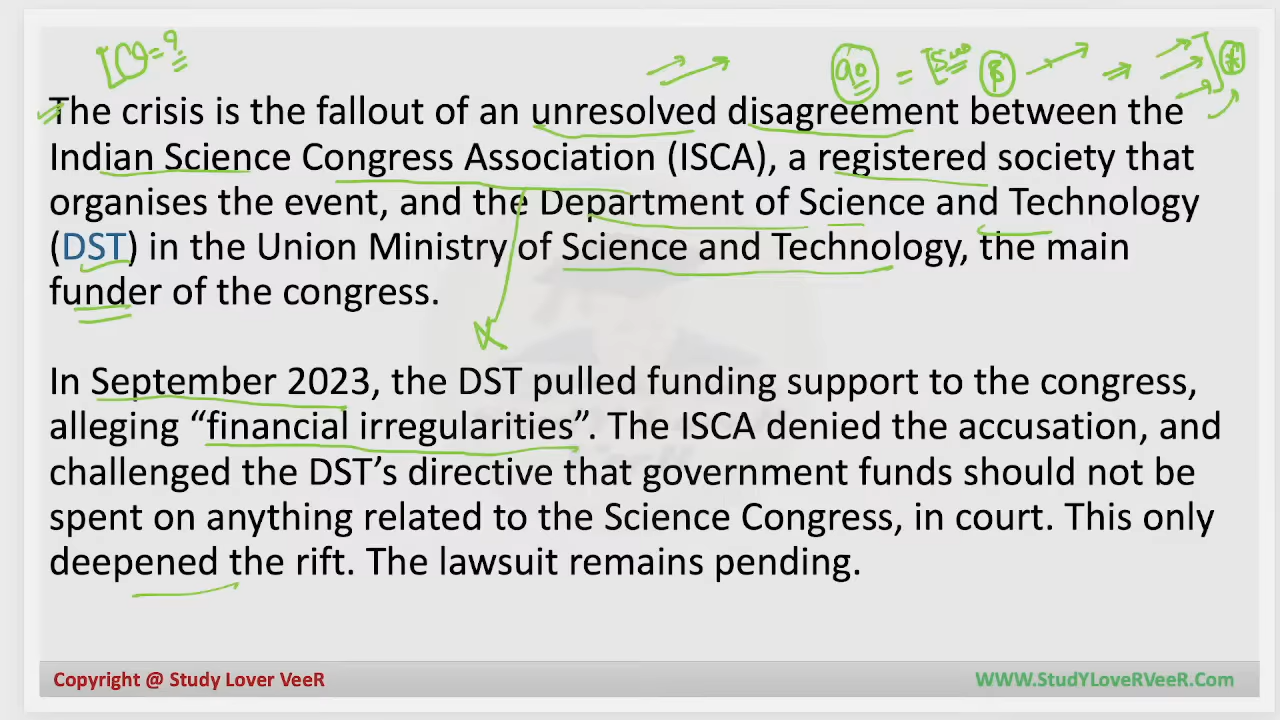 The crisis is the fallout of an unresolved disagreement between the
Indian Science Congress Association (ISCA), a registered society that
organises the event, and the Department of Science and Technology
(DST) in the Union Ministry of Science and Technology, the main
funder of the congress.
In September 2023, the DST pulled funding support to the congress,
alleging “financial irregularities”. The ISCA denied the accusation, and
challenged the DST’s directive that government funds should not be
spent on anything related to the Science Congress, in court. This only
deepened the rift. The lawsuit remains pending.
Copyright @ Study Lover VeeR
WWW.StudYLoveRVeeR.Com